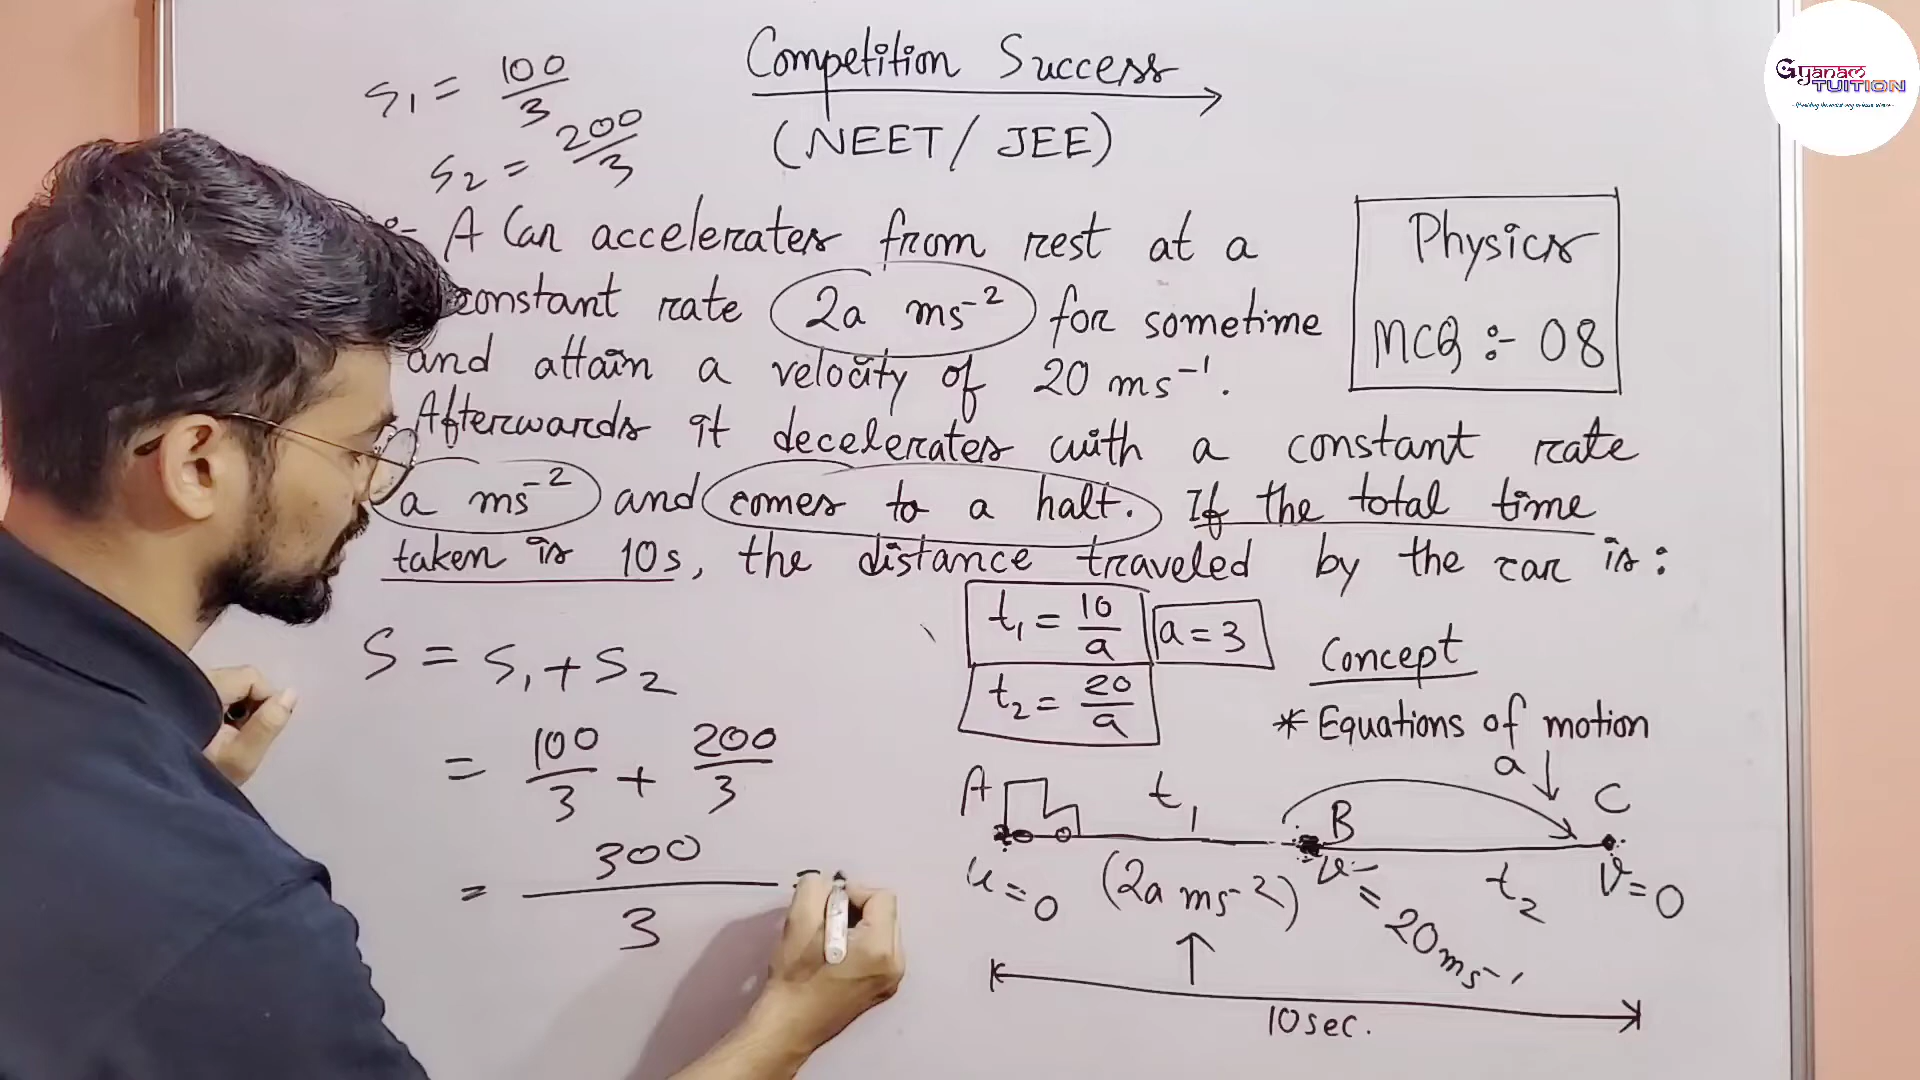 S1 = 100/3
S2 = 200/3
Competition Success
(NEET / JEE)
Gyanam
TUITION
:- A Car accelerates from rest at a
constant rate 2a ms⁻² for sometime
and attain a velocity of 20 ms⁻¹.
Afterwards it decelerates with a constant rate
a ms⁻² and comes to a halt. If the total time
taken is 10s, the distance traveled by the car is:
Physics
MCQ :- 08
S = S1 + S2
= 100/3 + 200/3
= 300/3 =
t1 = 10/a
a = 3
t2 = 20/a
Concept
* Equations of motion
A
t1
B
a
C
u = 0
(2a ms⁻²)
v = 20 ms⁻¹
t2
v = 0
10 sec.